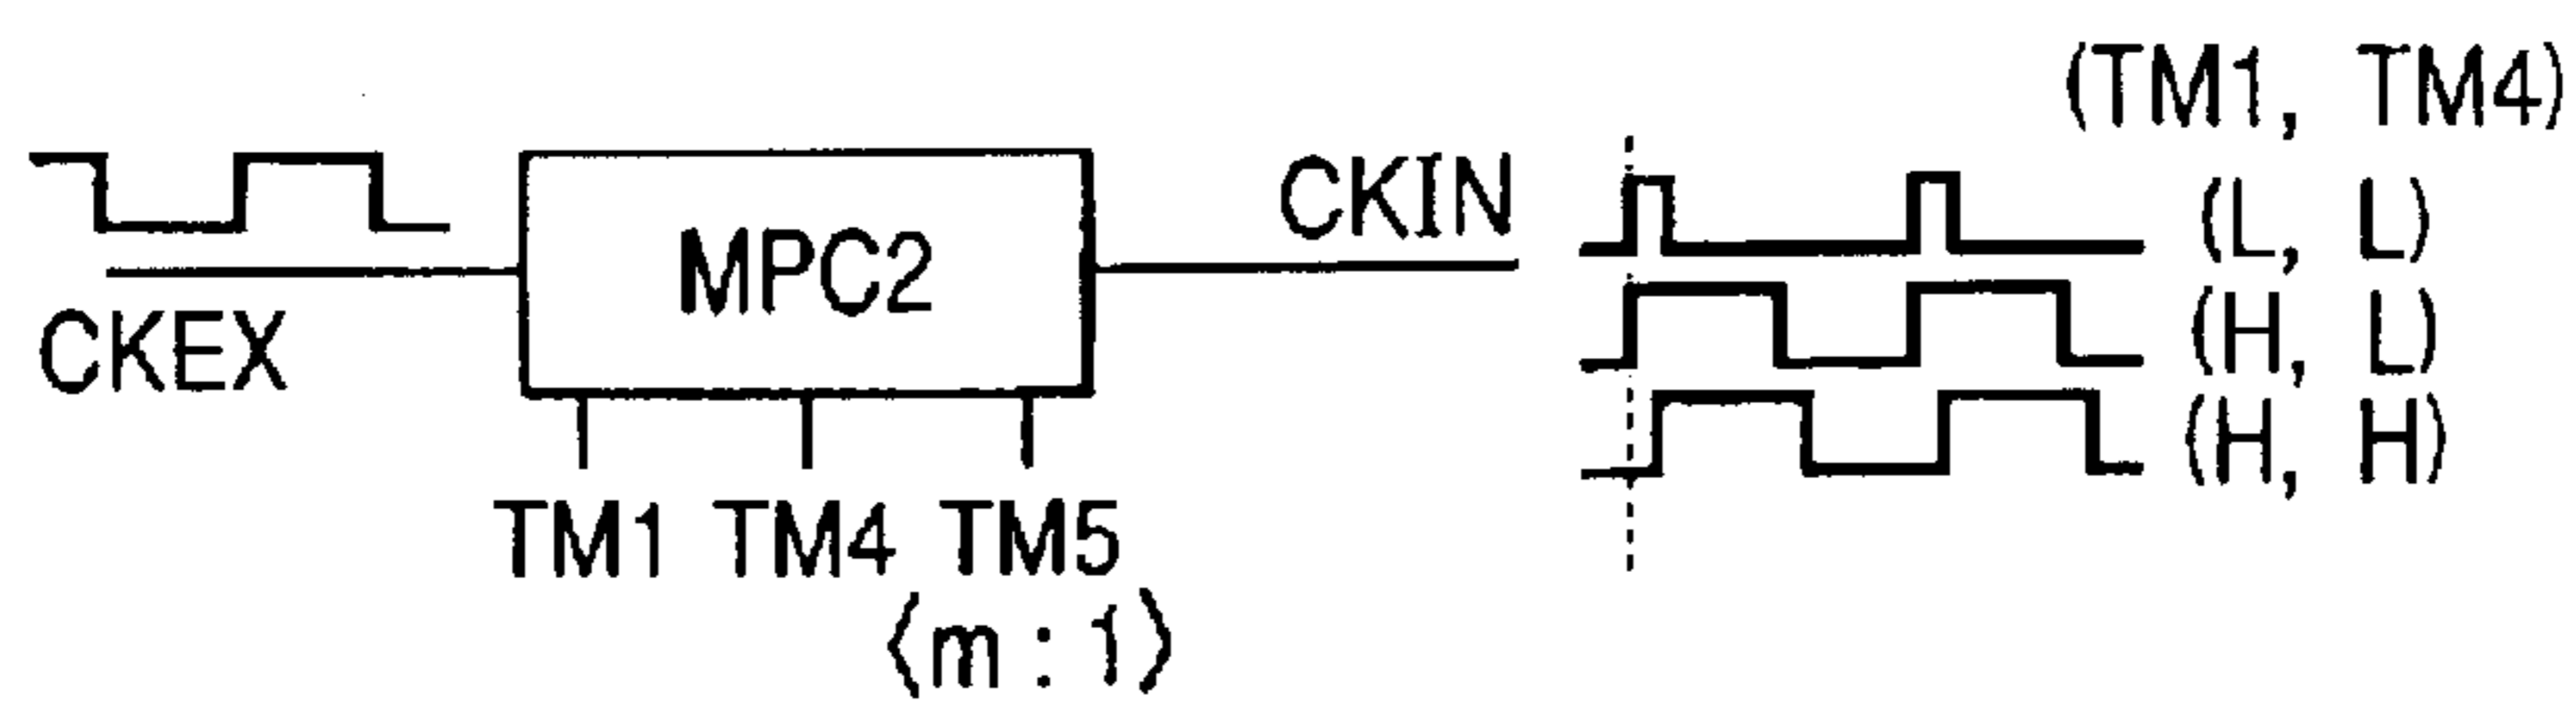 (TM1, TM4)
CKIN
(L, L)
MPC2
(H, L)
CKEX
(H, H)
TM1 TM4 TM5
⟨m : 1⟩